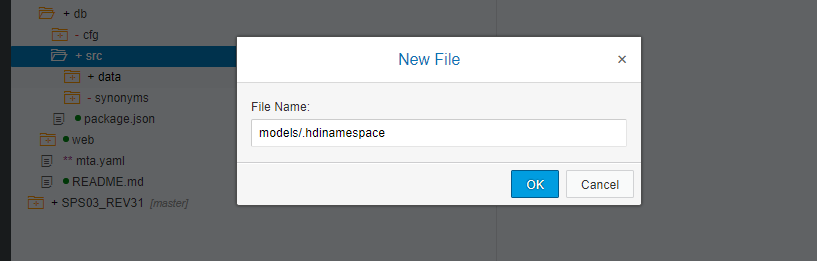 + db
- cfg
+ src
+ data
- synonyms
package.json
web
** mta.yaml
README.md
+ SPS03_REV31 [master]
New File
×
File Name:
models/.hdinamespace
OK
Cancel